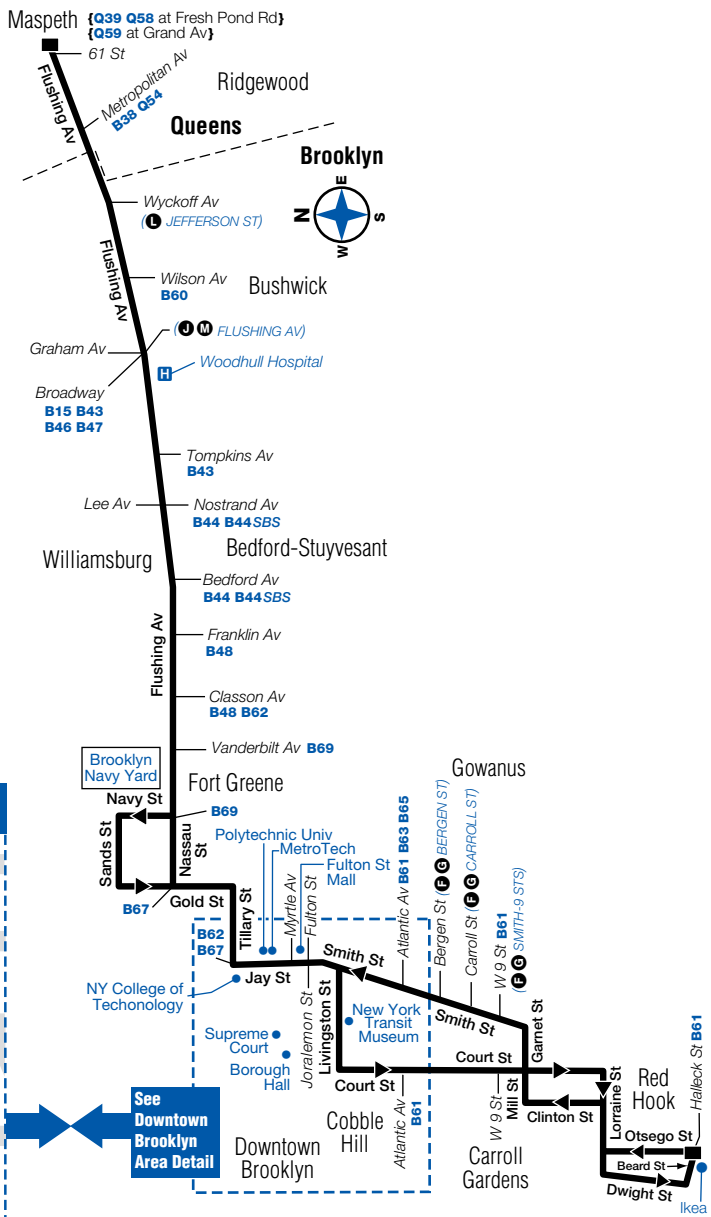 Maspeth {Q39 Q58 at Fresh Pond Rd}
{Q59 at Grand Av}
61 St
Flushing Av
Metropolitan Av
B38 Q54
Ridgewood
Queens
Brooklyn
N E S W
Wyckoff Av
(L JEFFERSON ST)
Flushing Av
Wilson Av
B60
Bushwick
(J M FLUSHING AV)
Graham Av
H Woodhull Hospital
Broadway
B15 B43
B46 B47
Tompkins Av
B43
Lee Av
Nostrand Av
B44 B44SBS
Williamsburg
Bedford-Stuyvesant
Bedford Av
B44 B44SBS
Flushing Av
Franklin Av
B48
Classon Av
B48 B62
Vanderbilt Av B69
Brooklyn
Navy Yard
Fort Greene
Gowanus
Navy St
B69
Sands St
Nassau
St
Polytechnic Univ
MetroTech
Fulton St
Mall
B67
Gold St
Tillary St
Myrtle Av
Fulton St
Atlantic Av B61 B63 B65
Bergen St (F G BERGEN ST)
Carroll St (F G CARROLL ST)
W 9 St B61
(F G SMITH-9 STS)
B62
B67
Jay St
Smith St
Smith St
NY College of
Techonology
Joralemon St
Livingston St
New York
Transit
Museum
Supreme
Court
Borough
Hall
Garnet St
Court St
Court St
Atlantic Av
B61
W 9 St
Mill St
Clinton St
Lorraine St
Red
Hook
Halleck St B61
Otsego St
Beard St
Dwight St
Ikea
See
Downtown
Brooklyn
Area Detail
Downtown
Brooklyn
Cobble
Hill
Carroll
Gardens